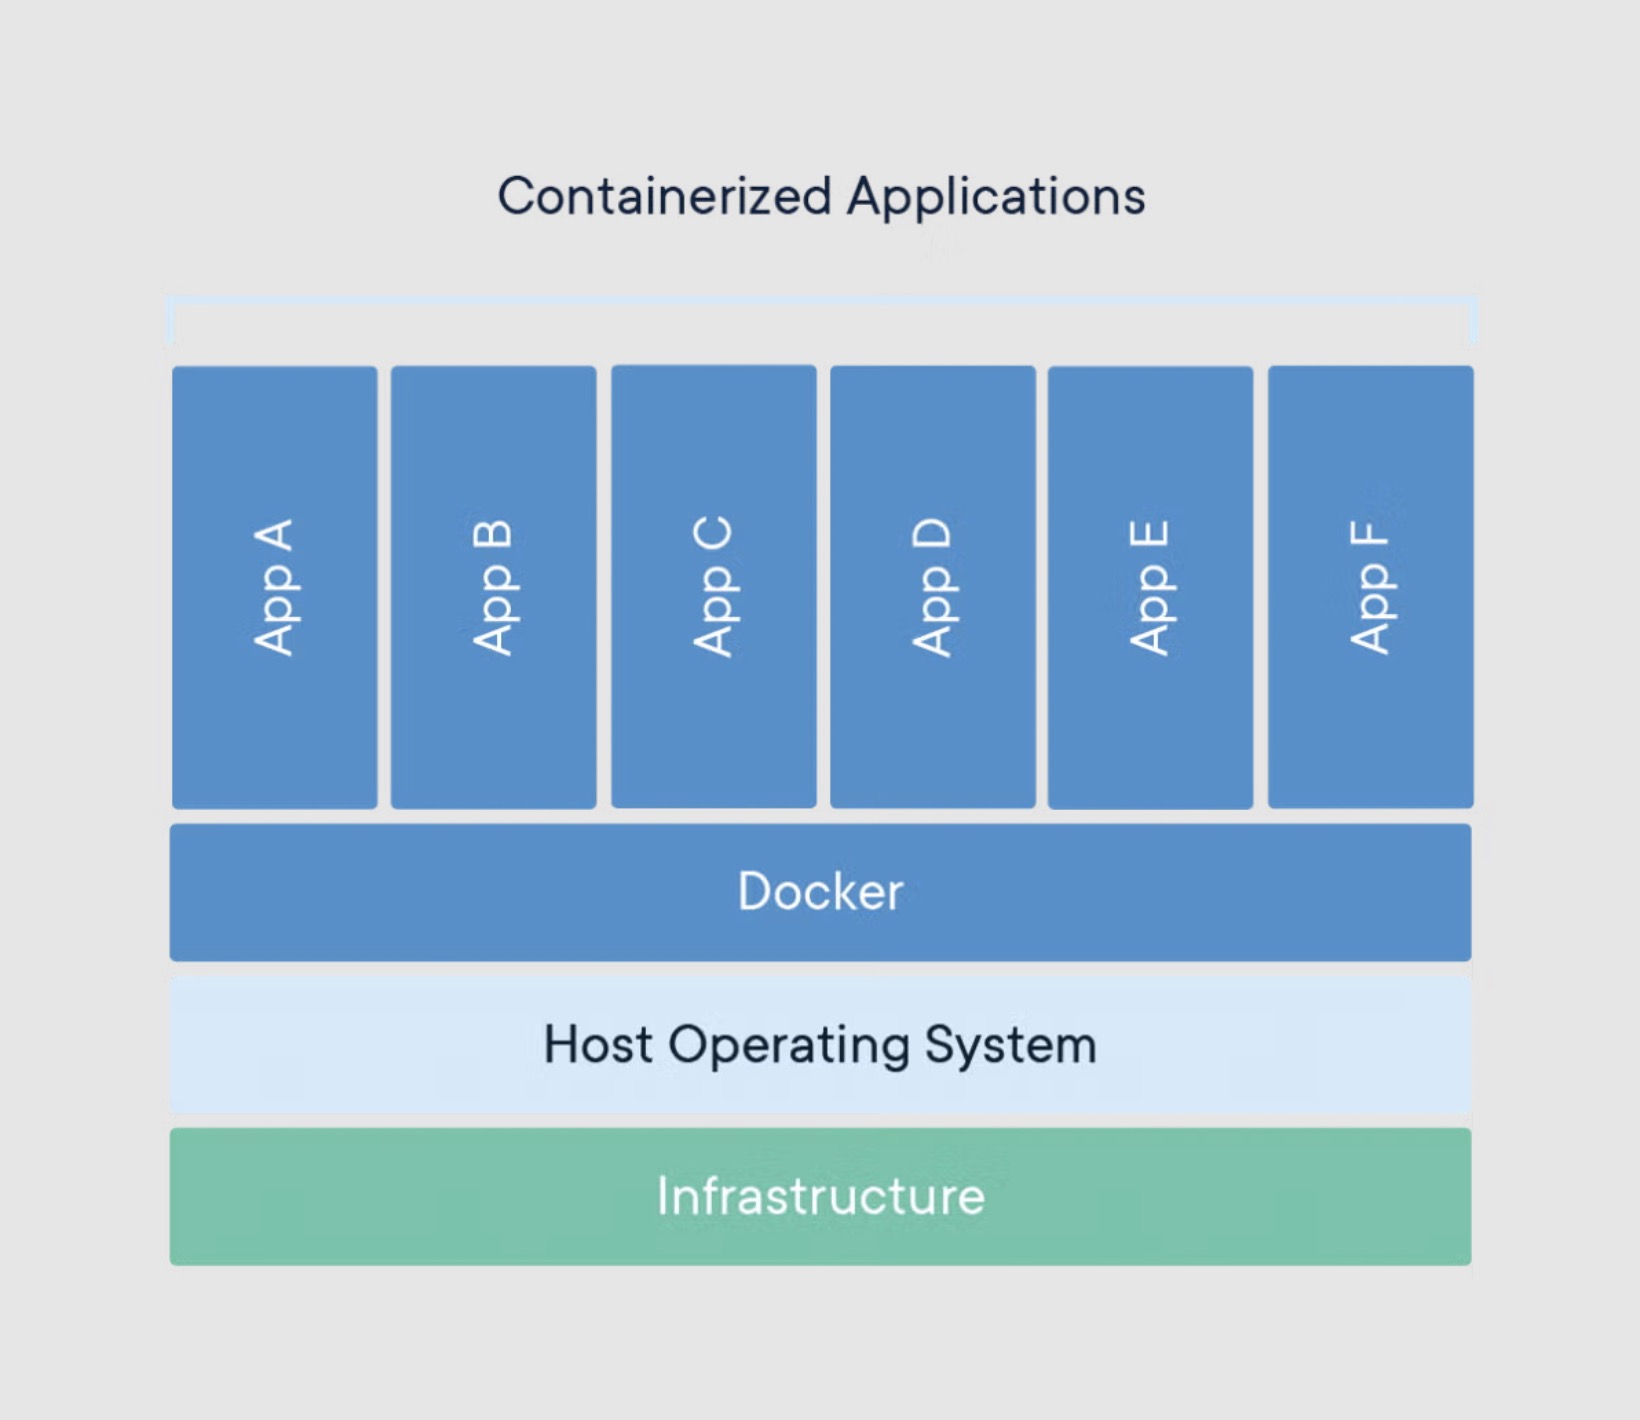 Containerized Applications
App A
App B
App C
App D
App E
App F
Docker
Host Operating System
Infrastructure